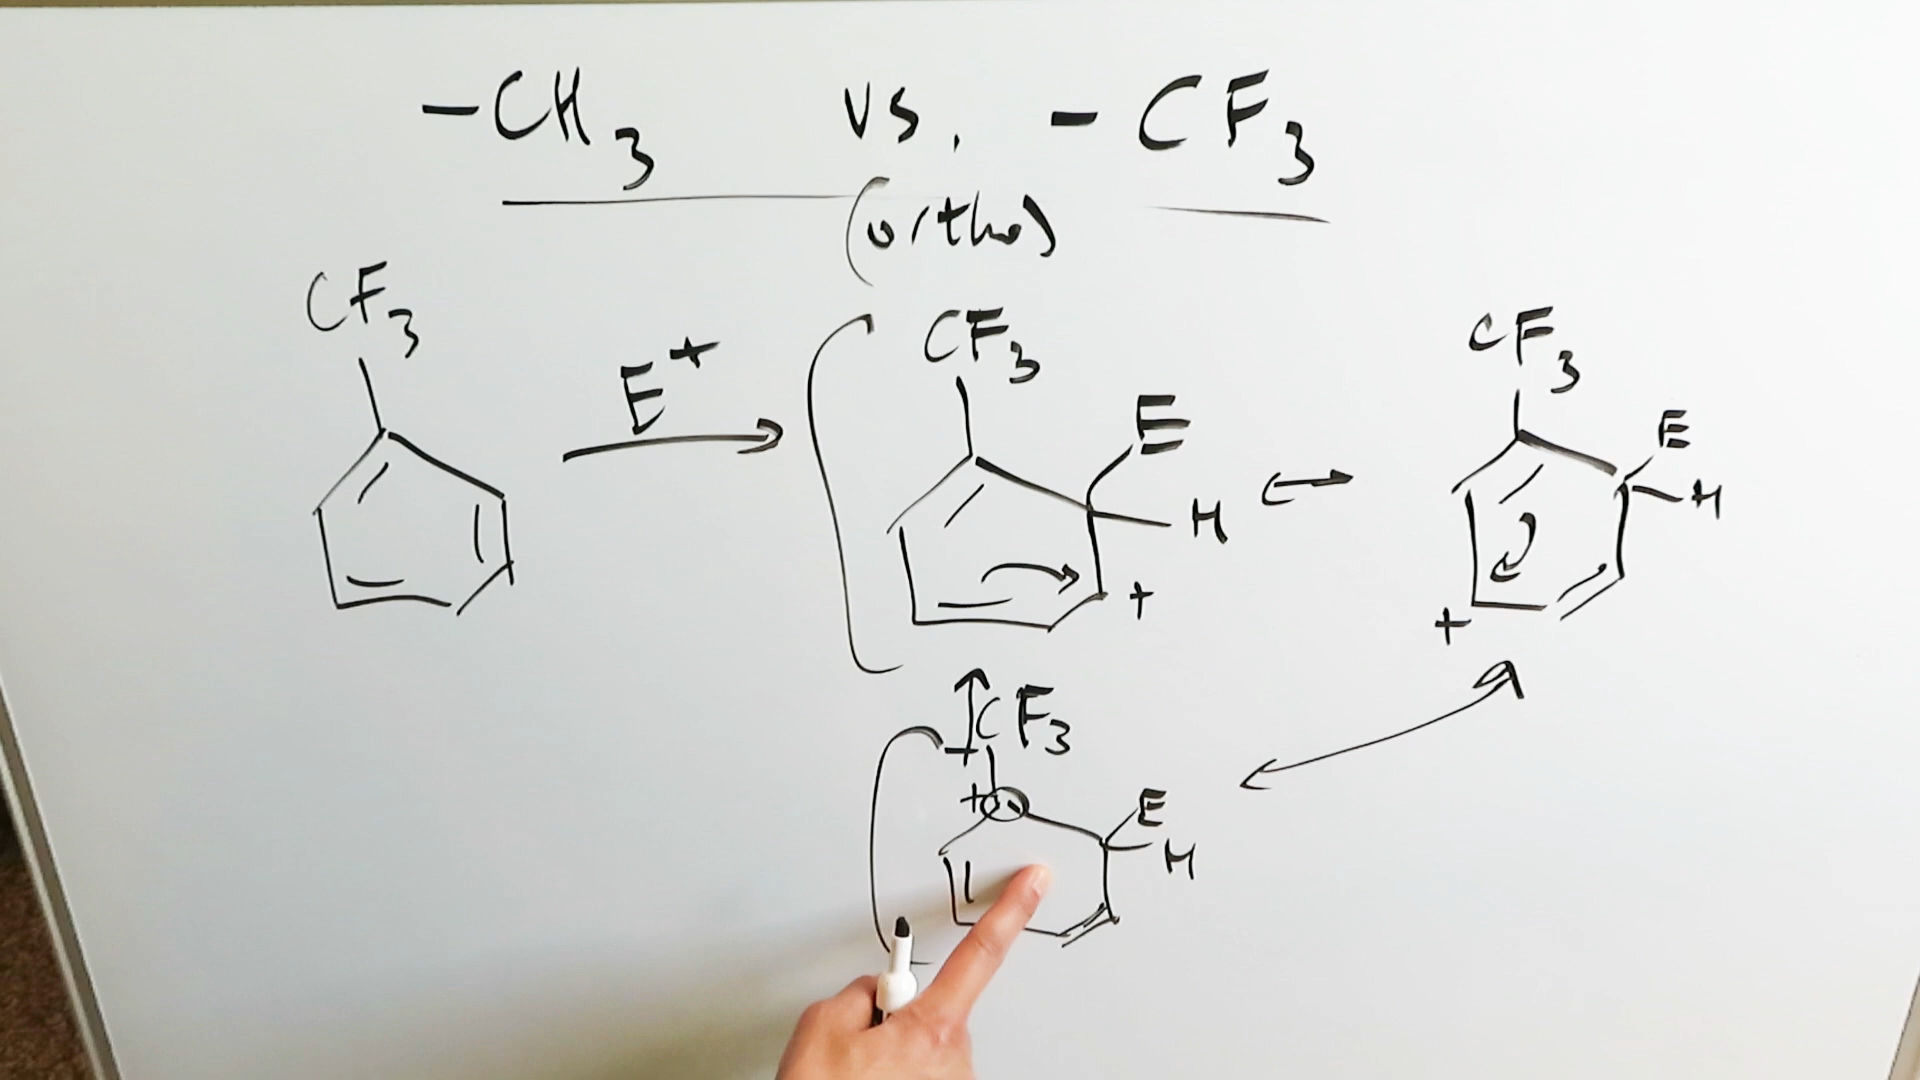 -CH3 vs. -CF3
(ortho)
CF3
E+
CF3
E
H
+
CF3
E
H
+
CF3
+
E
H